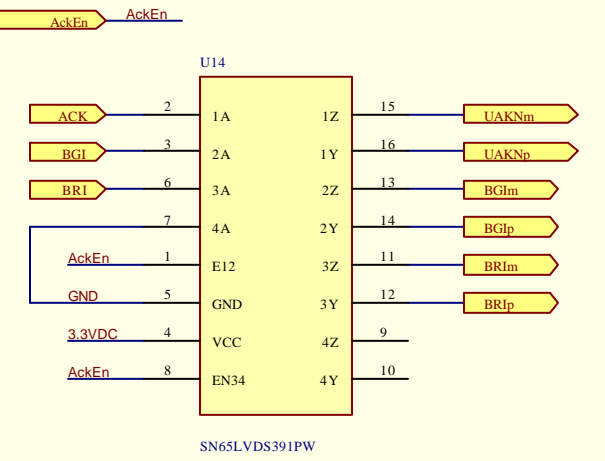 AckEn AckEn
U14
ACK 2 1A 1Z 15 UAKNm
BGI 3 2A 1Y 16 UAKNp
BRI 6 3A 2Z 13 BGIm
7 4A 2Y 14 BGIp
AckEn 1 E12 3Z 11 BRIm
GND 5 GND 3Y 12 BRIp
3.3VDC 4 VCC 4Z 9
AckEn 8 EN34 4Y 10
SN65LVDS391PW